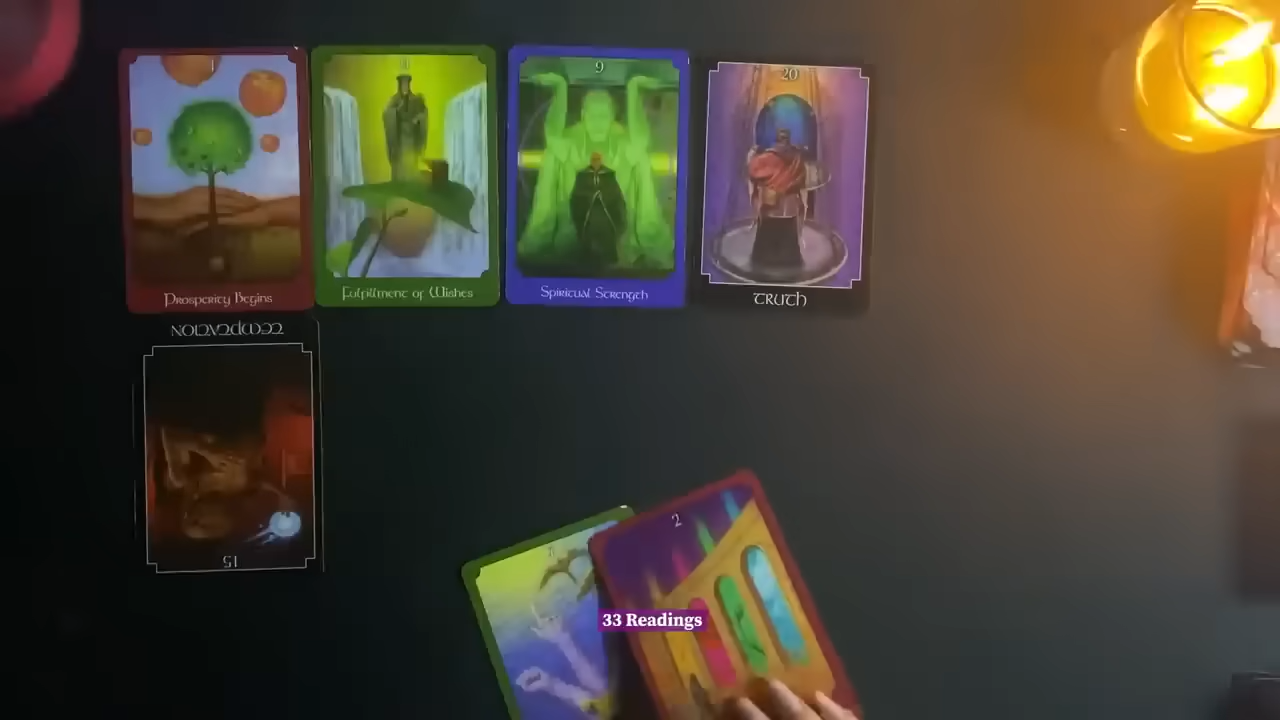 1
Prosperity Begins
Fulfillment of Wishes
9
Spiritual Strength
20
TRUTH
TEMPTATION
15
2
33 Readings